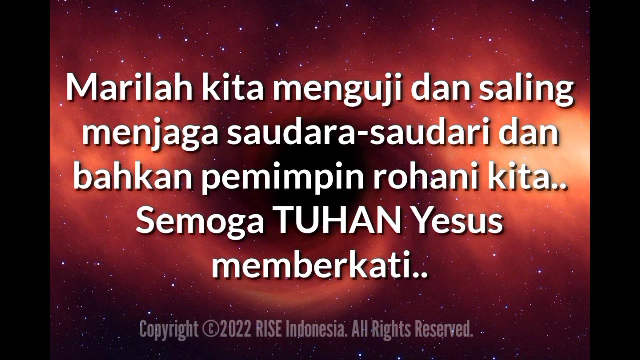 Marilah kita menguji dan saling
menjaga saudara-saudari dan
bahkan pemimpin rohani kita..
Semoga TUHAN Yesus
memberkati..
Copyright ©2022 RISE Indonesia. All Rights Reserved.